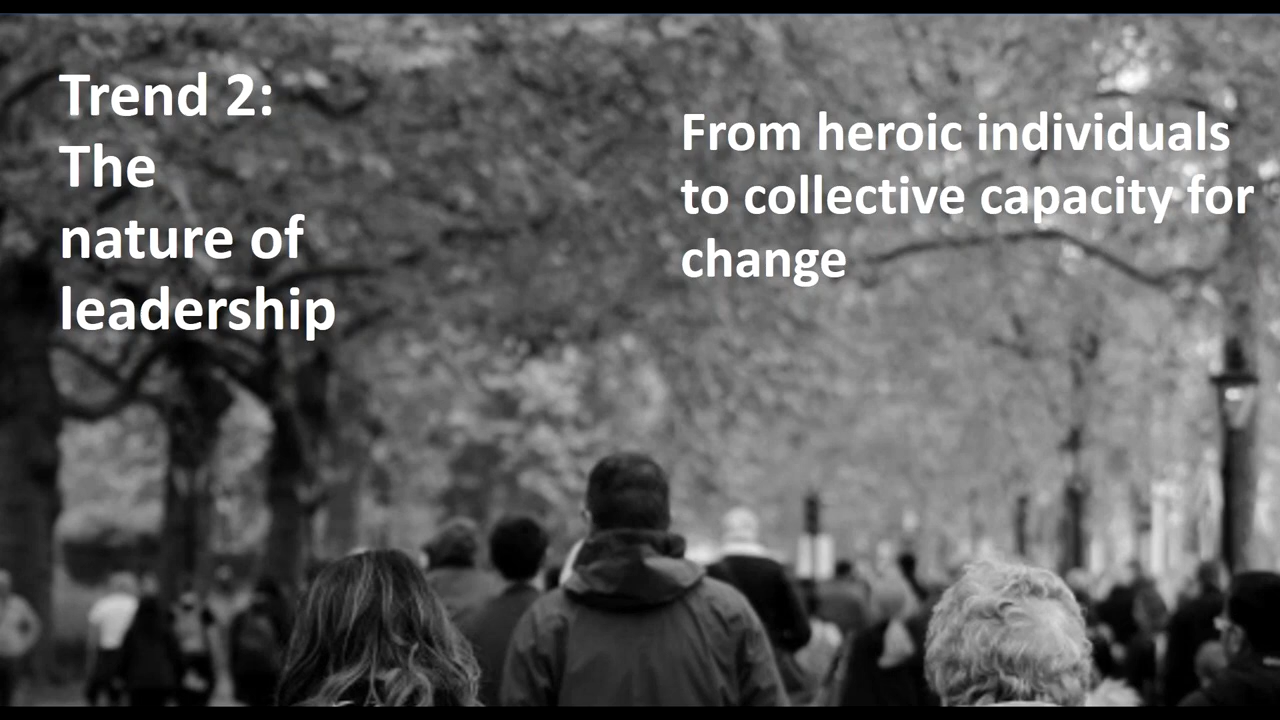 Trend 2:
The
nature of
leadership
From heroic individuals
to collective capacity for
change